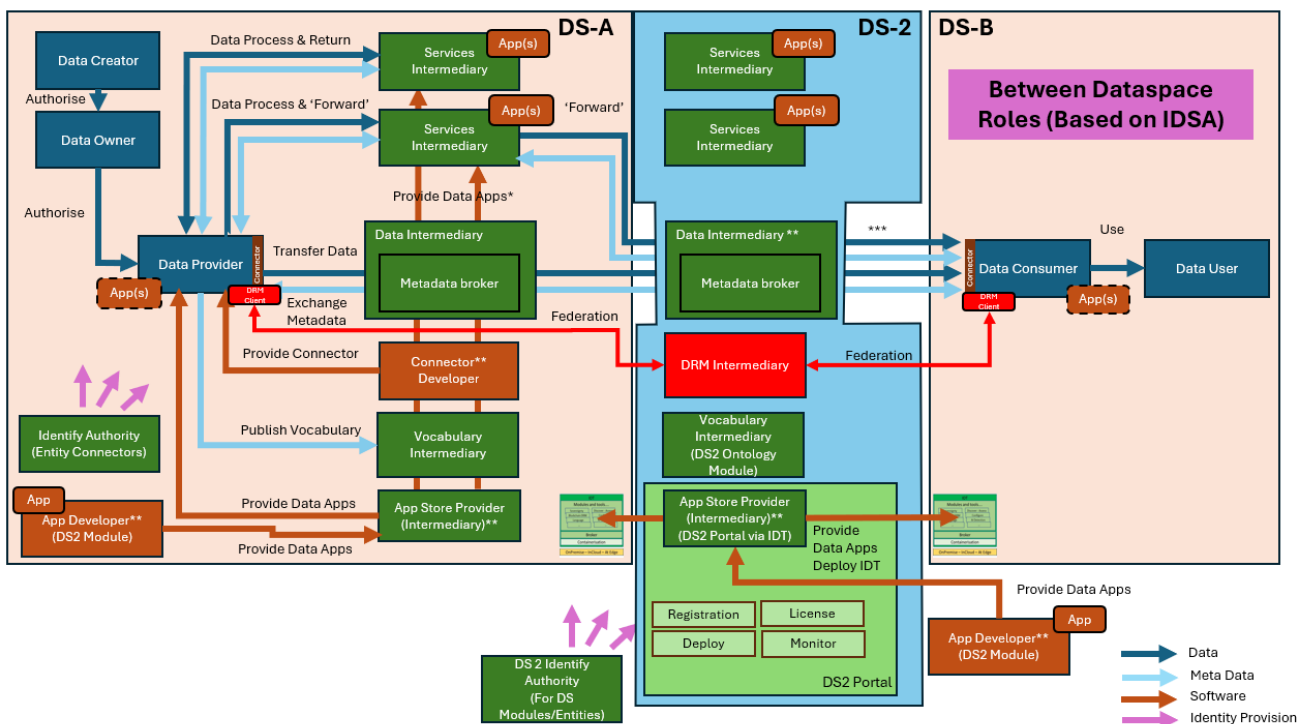 DS-A
DS-2
DS-B
Data Creator
Authorise
Data Owner
Authorise
Data Process & Return
Services
Intermediary
App(s)
Data Process & ‘Forward’
Services
Intermediary
App(s)
‘Forward’
Services
Intermediary
App(s)
Services
Intermediary
App(s)
Between Dataspace
Roles (Based on IDSA)
Provide Data Apps*
Data Provider
Connector
App(s)
DRM
Client
Transfer Data
Exchange
Metadata
Data Intermediary
Metadata broker
Data Intermediary **
Metadata broker
***
Connector
Data Consumer
DRM
Client
App(s)
Use
Data User
Federation
DRM Intermediary
Federation
Provide Connector
Connector**
Developer
Identify Authority
(Entity Connectors)
Publish Vocabulary
Vocabulary
Intermediary
Vocabulary
Intermediary
(DS2 Ontology
Module)
App
App Developer**
(DS2 Module)
Provide Data Apps
Provide Data Apps
App Store Provider
(Intermediary)**
App Store Provider
(Intermediary)**
(DS2 Portal via IDT)
Provide
Data Apps
Deploy IDT
Broker
Broker
Registration
License
Deploy
Monitor
DS2 Portal
Provide Data Apps
App
App Developer**
(DS2 Module)
DS 2 Identify
Authority
(For DS
Modules/Entities)
Data
Meta Data
Software
Identity Provision